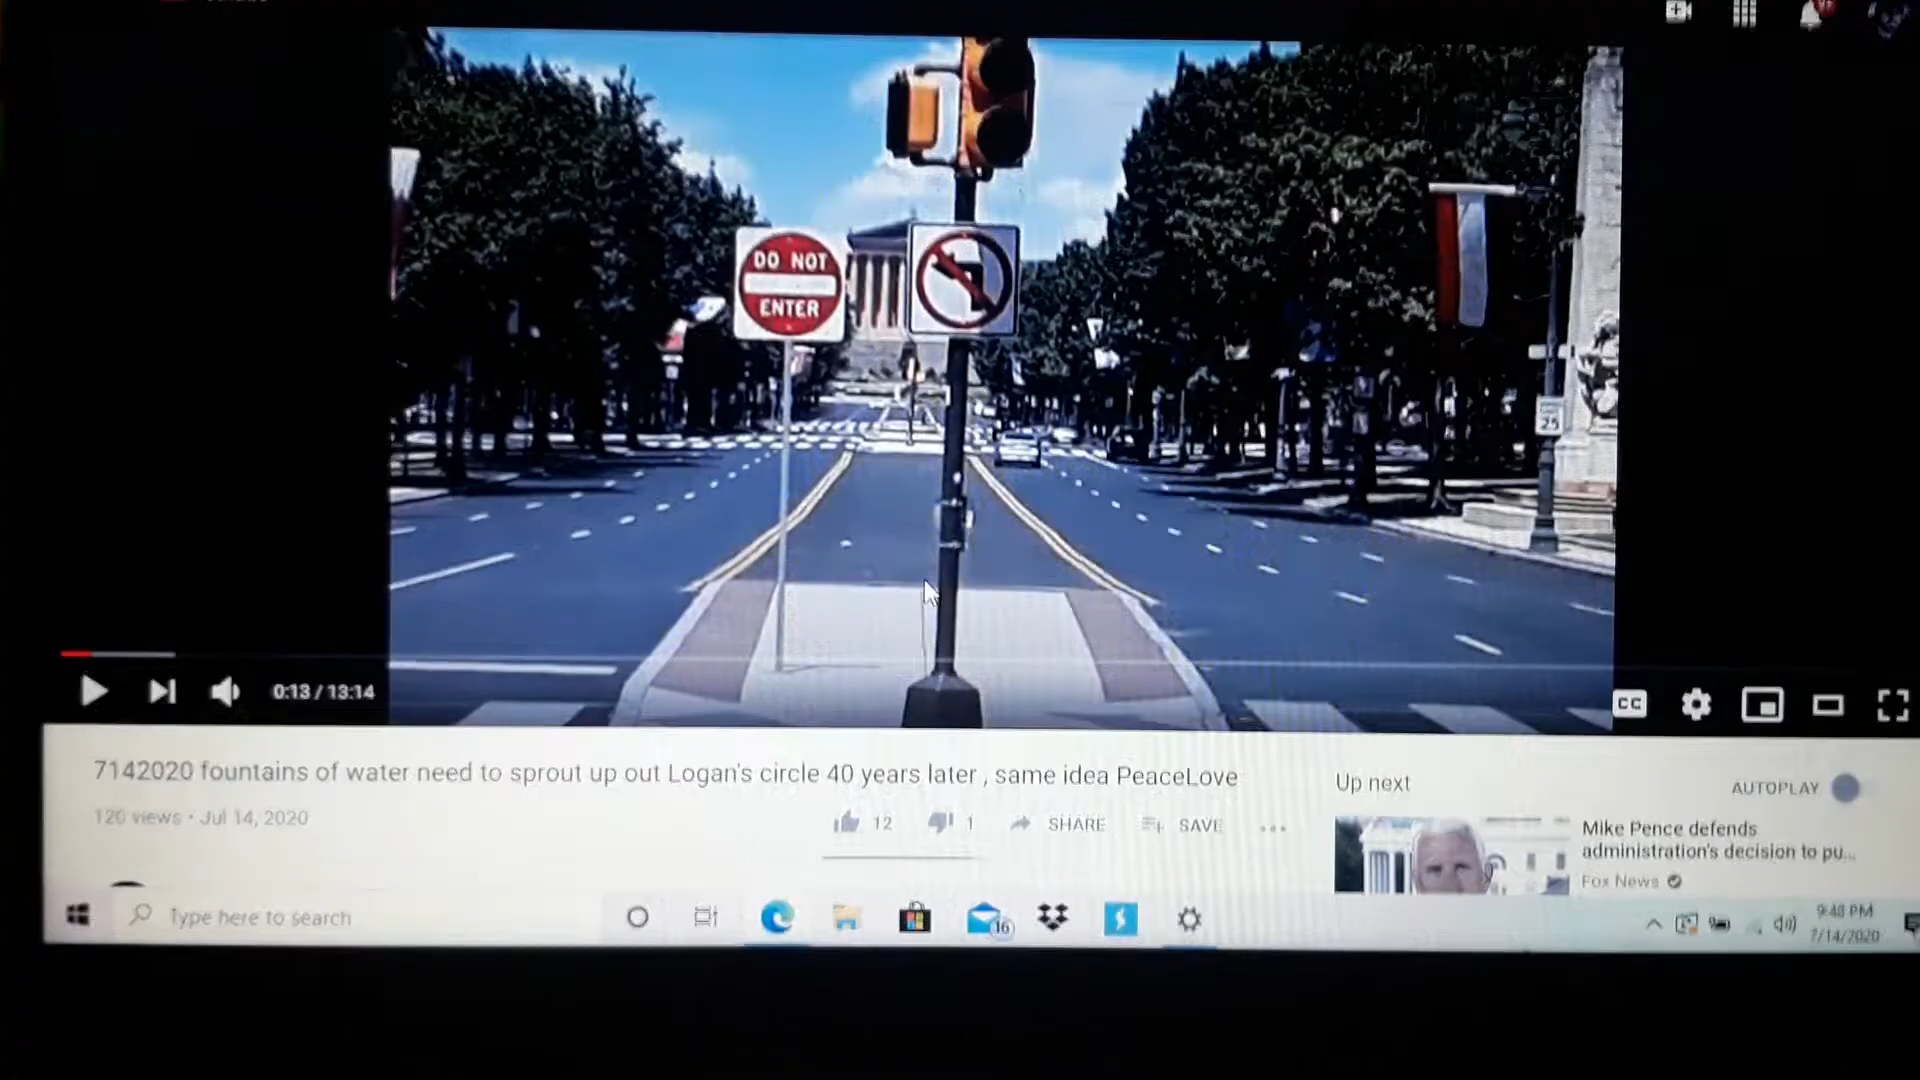 DO NOT
ENTER
25
0:13 / 13:14
CC
7142020 fountains of water need to sprout up out Logan's circle 40 years later , same idea PeaceLove
Up next
AUTOPLAY
120 views • Jul 14, 2020
12
1
SHARE
SAVE
Mike Pence defends
administration's decision to pu...
Fox News
Type here to search
16
9:48 PM
7/14/2020